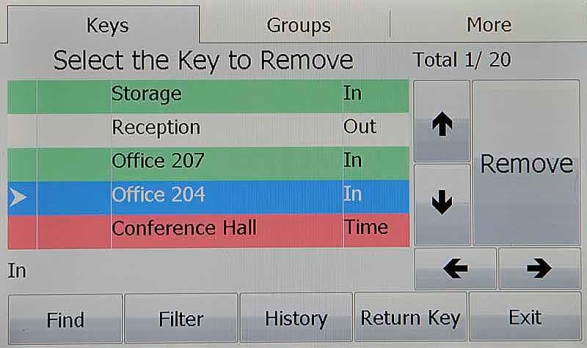 Keys Groups More
Select the Key to Remove Total 1/ 20
Storage In
Reception Out
Office 207 In
Office 204 In
Conference Hall Time
Remove
In
Find Filter History Return Key Exit